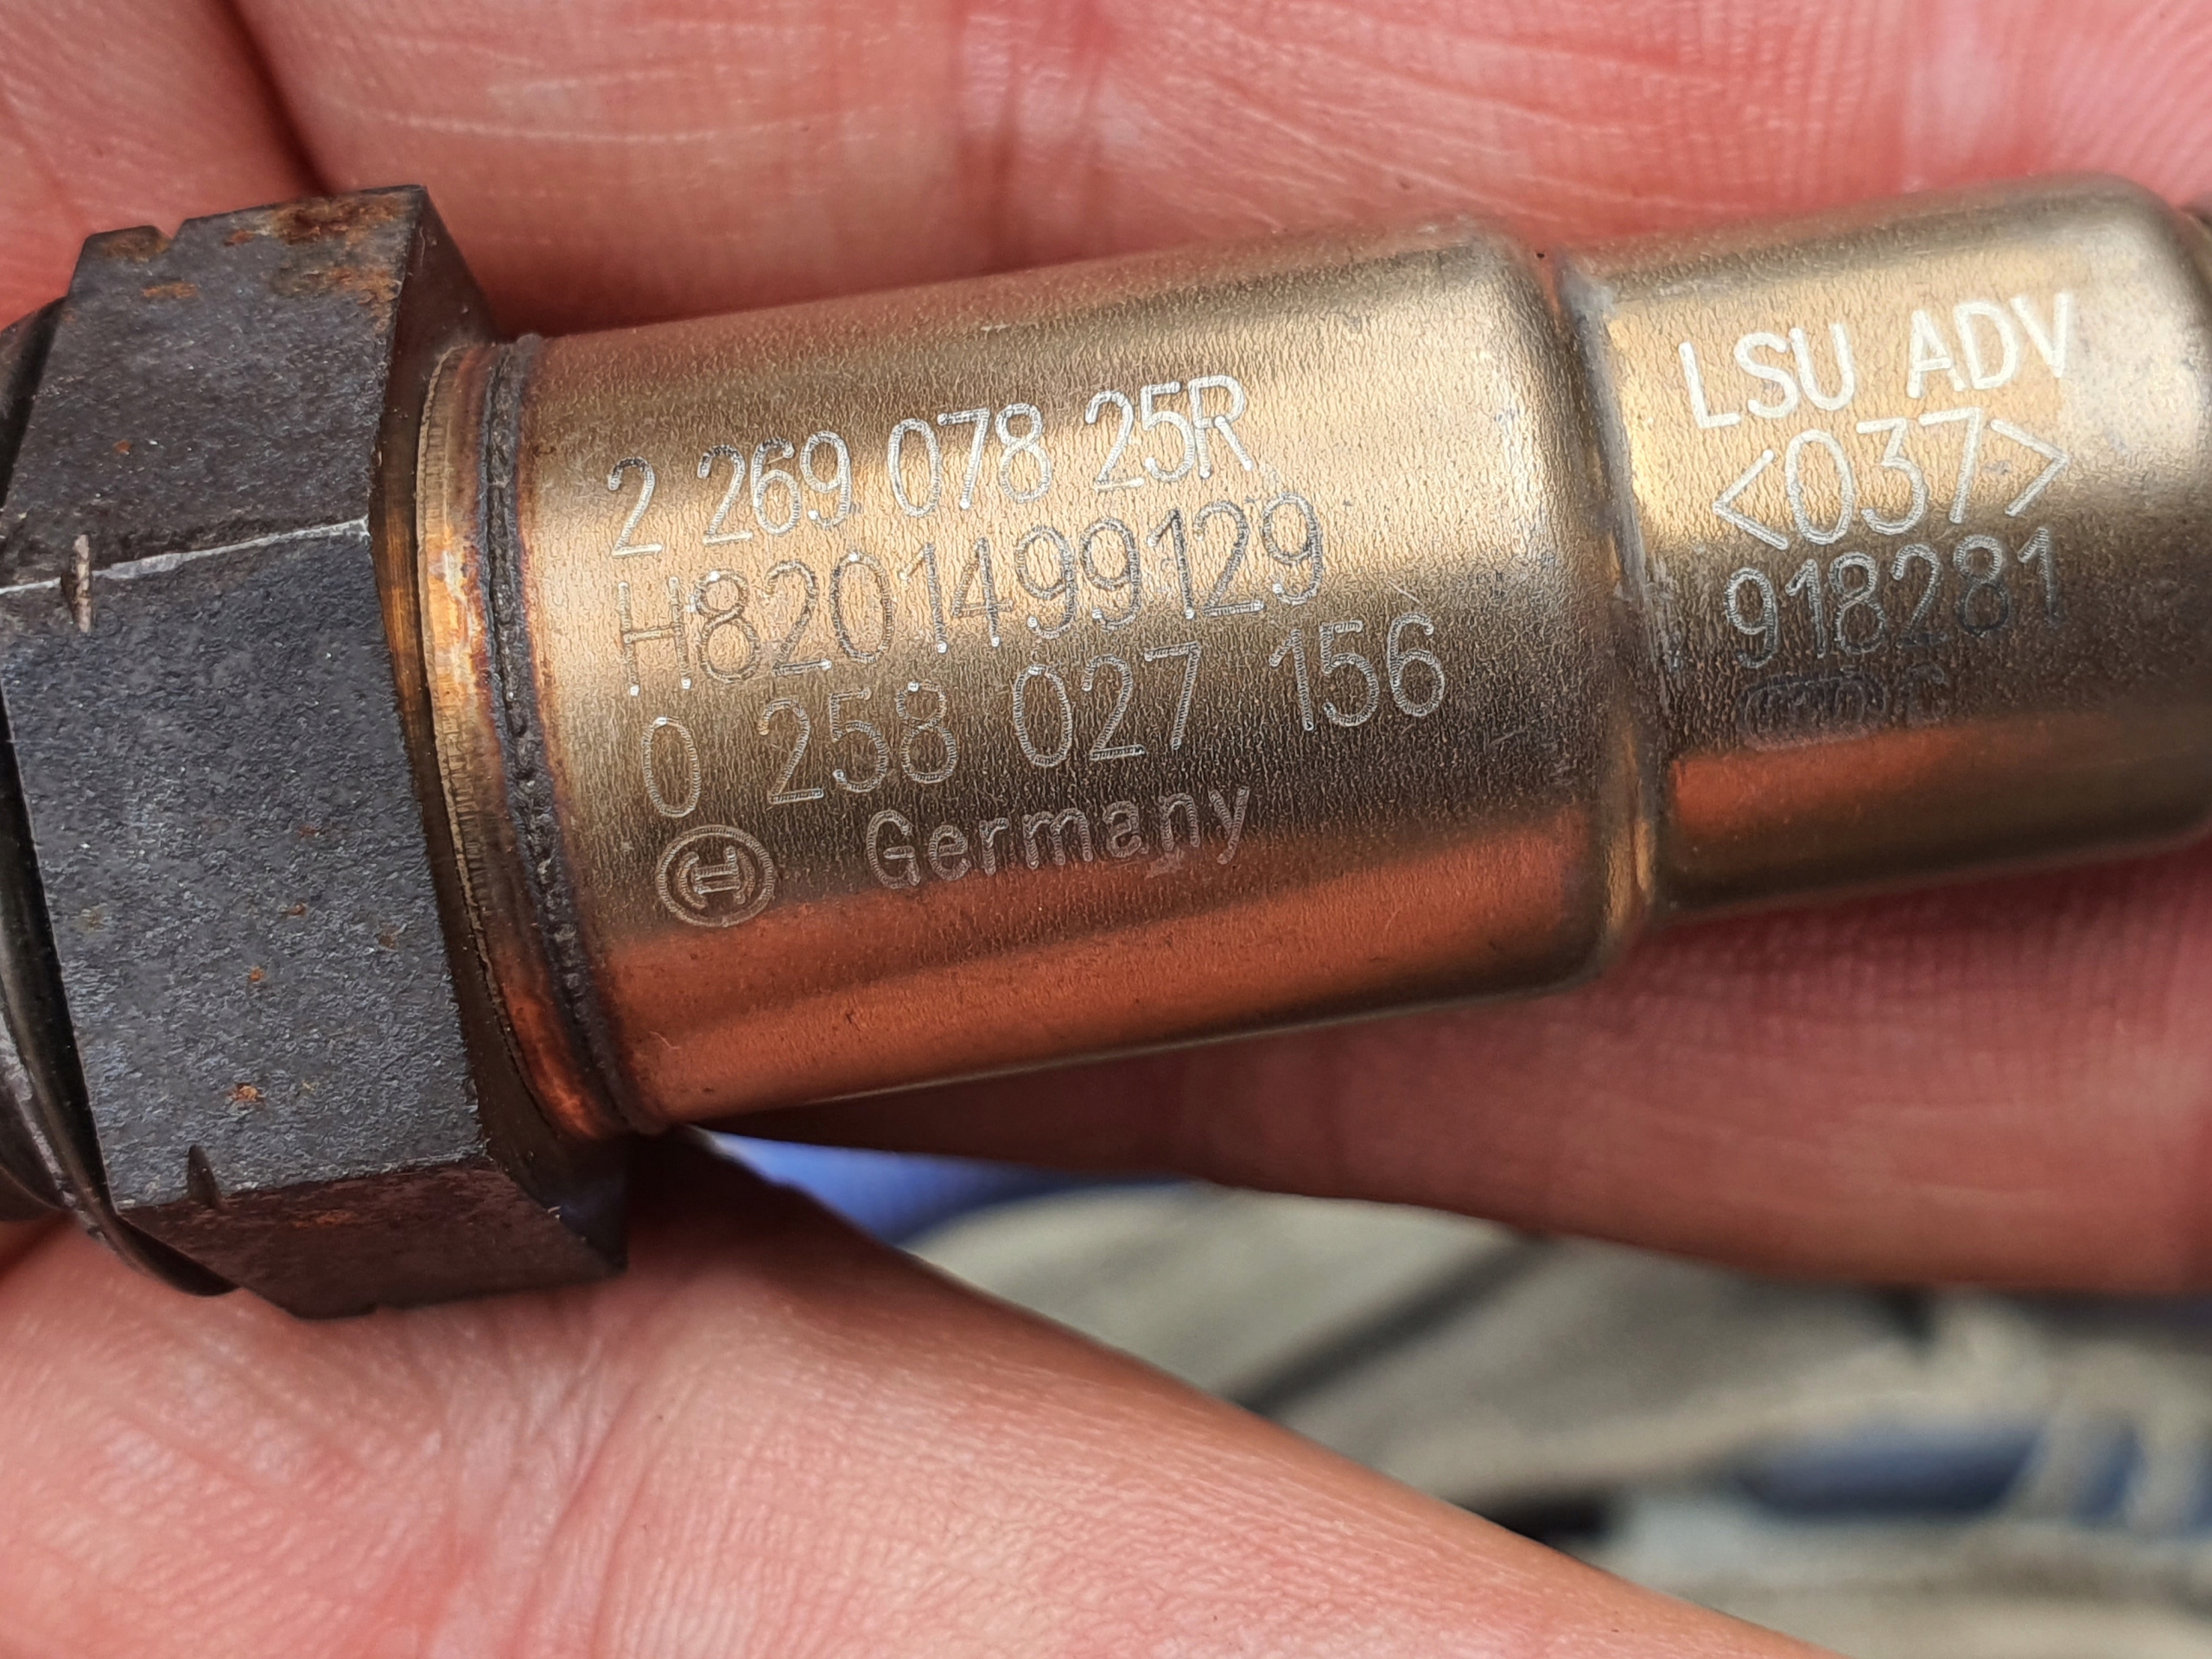 2 269 078 25R
H8201499129
0 258 027 156
Germany
LSU ADV
<037>
918281